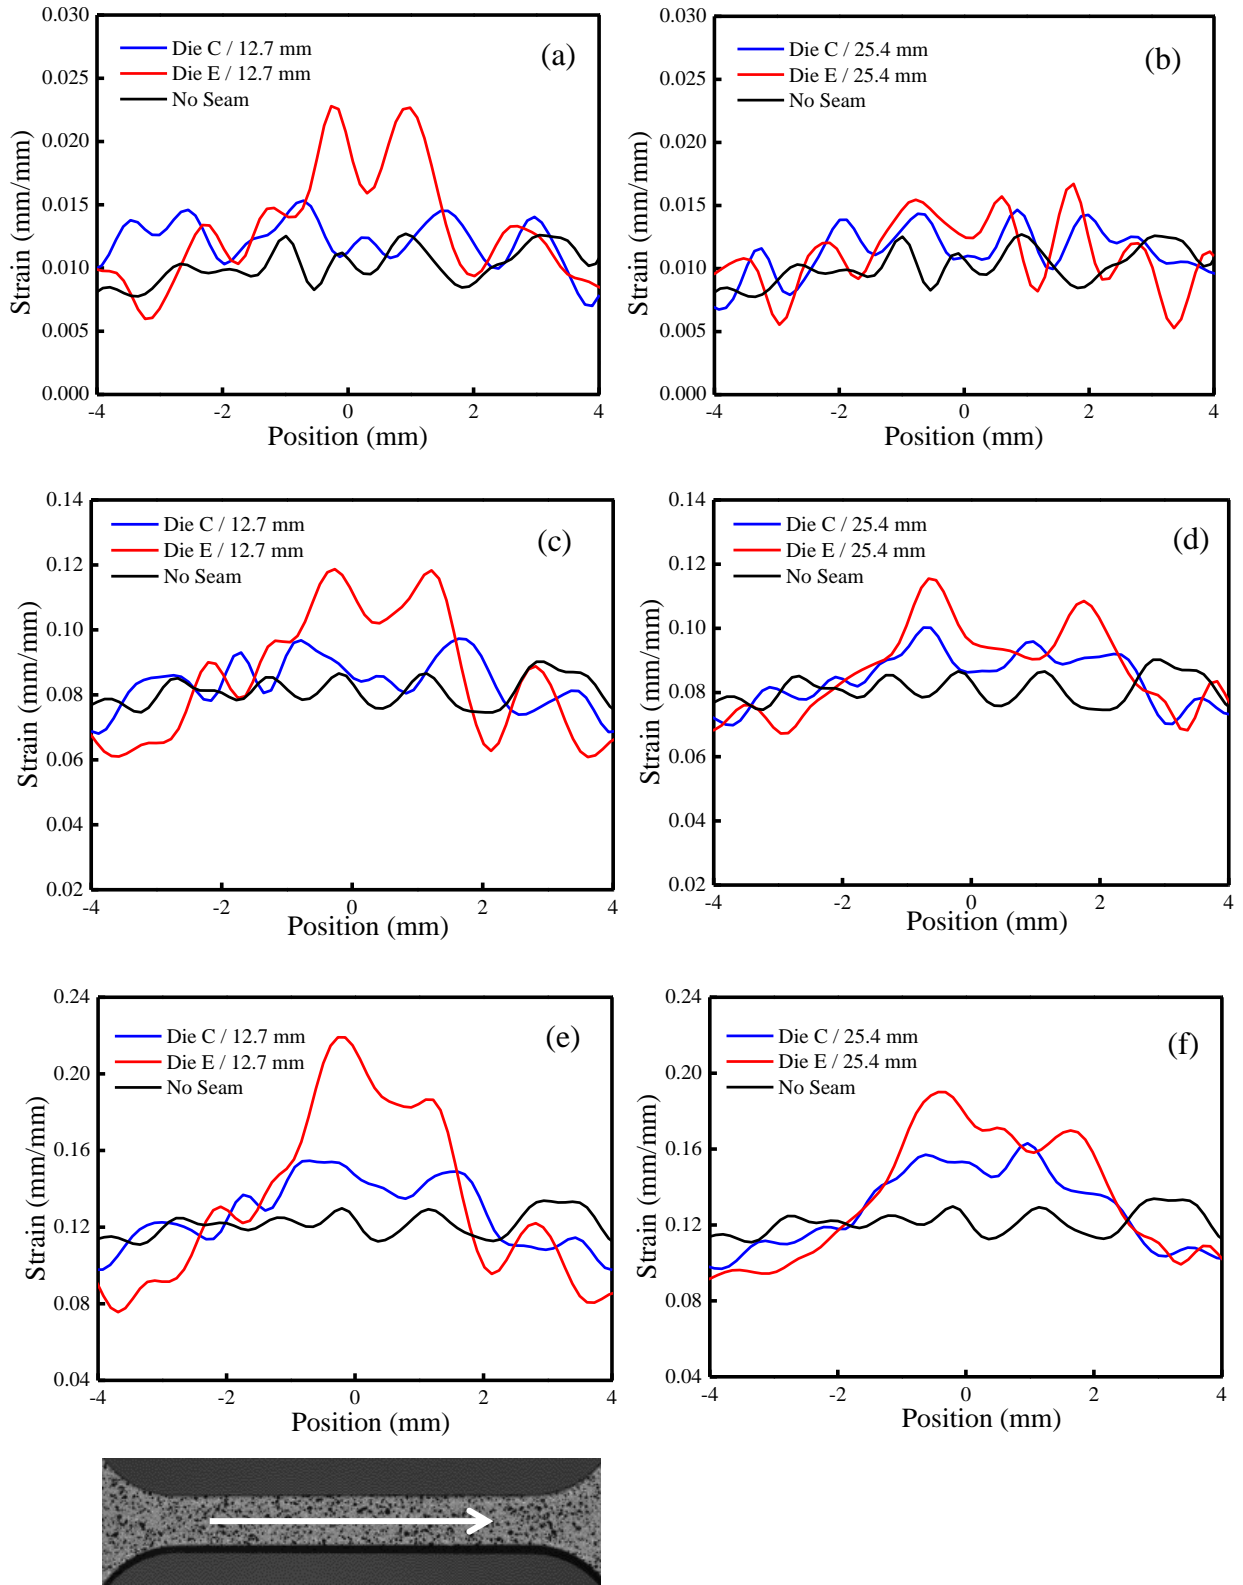 0.030
0.025
0.020
0.015
0.010
0.005
0.000
Strain (mm/mm)
Die C / 12.7 mm
Die E / 12.7 mm
No Seam
(a)
-4 -2 0 2 4
Position (mm)
0.030
0.025
0.020
0.015
0.010
0.005
0.000
Strain (mm/mm)
Die C / 25.4 mm
Die E / 25.4 mm
No Seam
(b)
-4 -2 0 2 4
Position (mm)
0.14
0.12
0.10
0.08
0.06
0.04
0.02
Strain (mm/mm)
Die C / 12.7 mm
Die E / 12.7 mm
No Seam
(c)
-4 -2 0 2 4
Position (mm)
0.14
0.12
0.10
0.08
0.06
0.04
0.02
Strain (mm/mm)
Die C / 25.4 mm
Die E / 25.4 mm
No Seam
(d)
-4 -2 0 2 4
Position (mm)
0.24
0.20
0.16
0.12
0.08
0.04
Strain (mm/mm)
Die C / 12.7 mm
Die E / 12.7 mm
No Seam
(e)
-4 -2 0 2 4
Position (mm)
0.24
0.20
0.16
0.12
0.08
0.04
Strain (mm/mm)
Die C / 25.4 mm
Die E / 25.4 mm
No Seam
(f)
-4 -2 0 2 4
Position (mm)